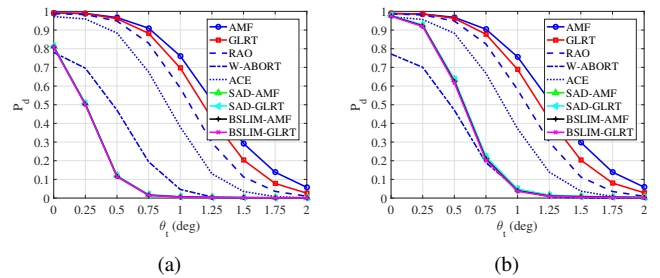 1
0.9
0.8
0.7
0.6
0.5
0.4
0.3
0.2
0.1
0
P_d
0 0.25 0.5 0.75 1 1.25 1.5 1.75 2
θ_t (deg)
AMF
GLRT
RAO
W-ABORT
ACE
SAD-AMF
SAD-GLRT
BSLIM-AMF
BSLIM-GLRT
(a)
1
0.9
0.8
0.7
0.6
0.5
0.4
0.3
0.2
0.1
0
P_d
0 0.25 0.5 0.75 1 1.25 1.5 1.75 2
θ_t (deg)
AMF
GLRT
RAO
W-ABORT
ACE
SAD-AMF
SAD-GLRT
BSLIM-AMF
BSLIM-GLRT
(b)